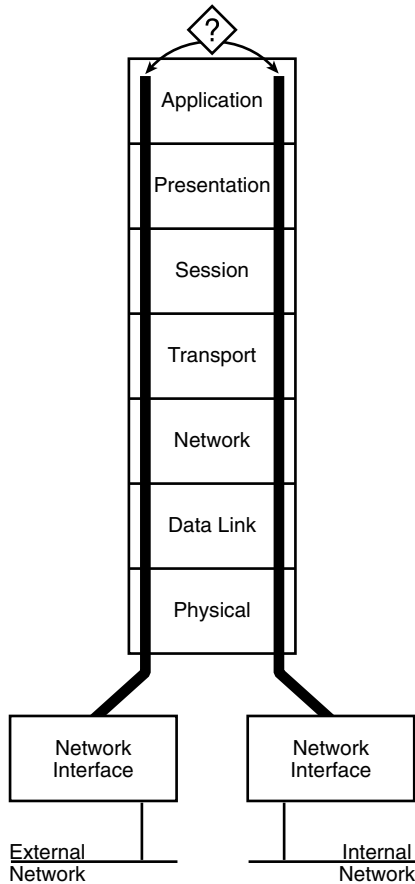 ?
Application
Presentation
Session
Transport
Network
Data Link
Physical
Network
Interface
Network
Interface
External
Network
Internal
Network